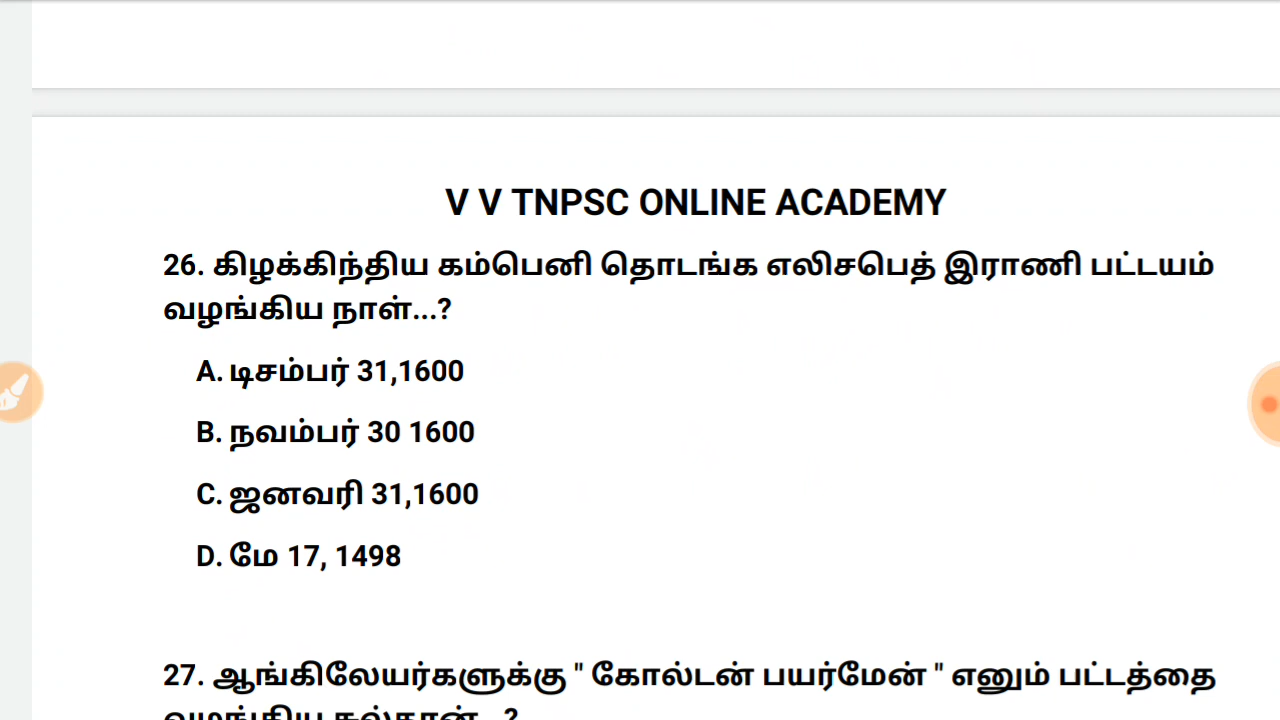 V V TNPSC ONLINE ACADEMY
26. கிழக்கிந்திய கம்பெனி தொடங்க எலிசபெத் இராணி பட்டயம்
வழங்கிய நாள்...?
A. டிசம்பர் 31,1600
B. நவம்பர் 30 1600
C. ஜனவரி 31,1600
D. மே 17, 1498
27. ஆங்கிலேயர்களுக்கு " கோல்டன் பயர்மேன் " எனும் பட்டத்தை
வழங்கிய சுல்தான்...?